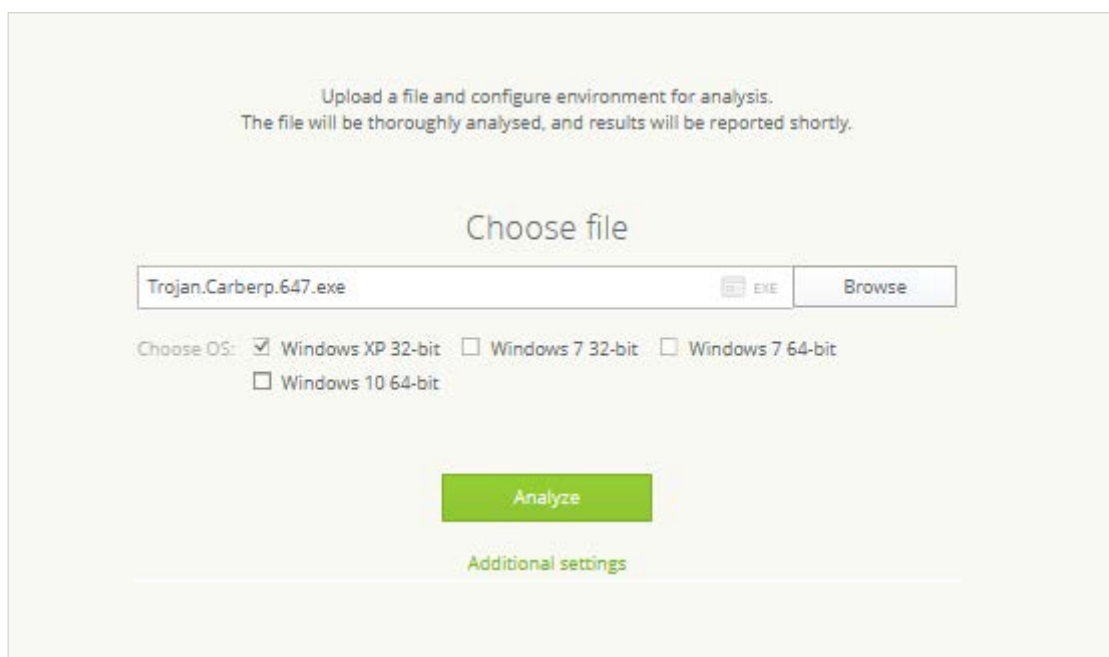 Upload a file and configure environment for analysis.
The file will be thoroughly analysed, and results will be reported shortly.
Choose file
Trojan.Carberp.647.exe EXE Browse
Choose OS: Windows XP 32-bit Windows 7 32-bit Windows 7 64-bit
Windows 10 64-bit
Analyze
Additional settings